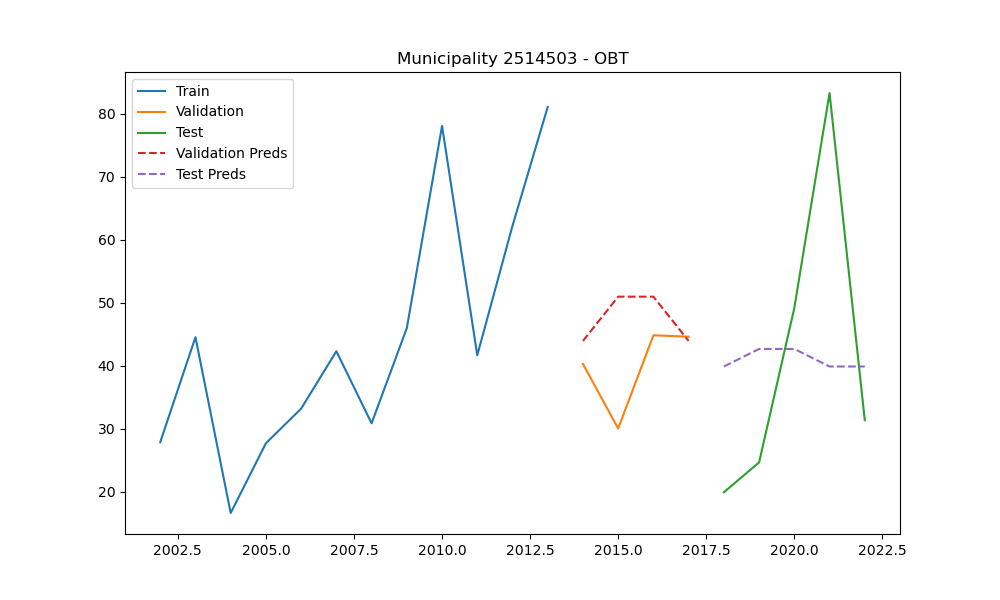 Municipality 2514503 - OBT
Train
Validation
Test
Validation Preds
Test Preds
80
70
60
50
40
30
20
2002.5 2005.0 2007.5 2010.0 2012.5 2015.0 2017.5 2020.0 2022.5